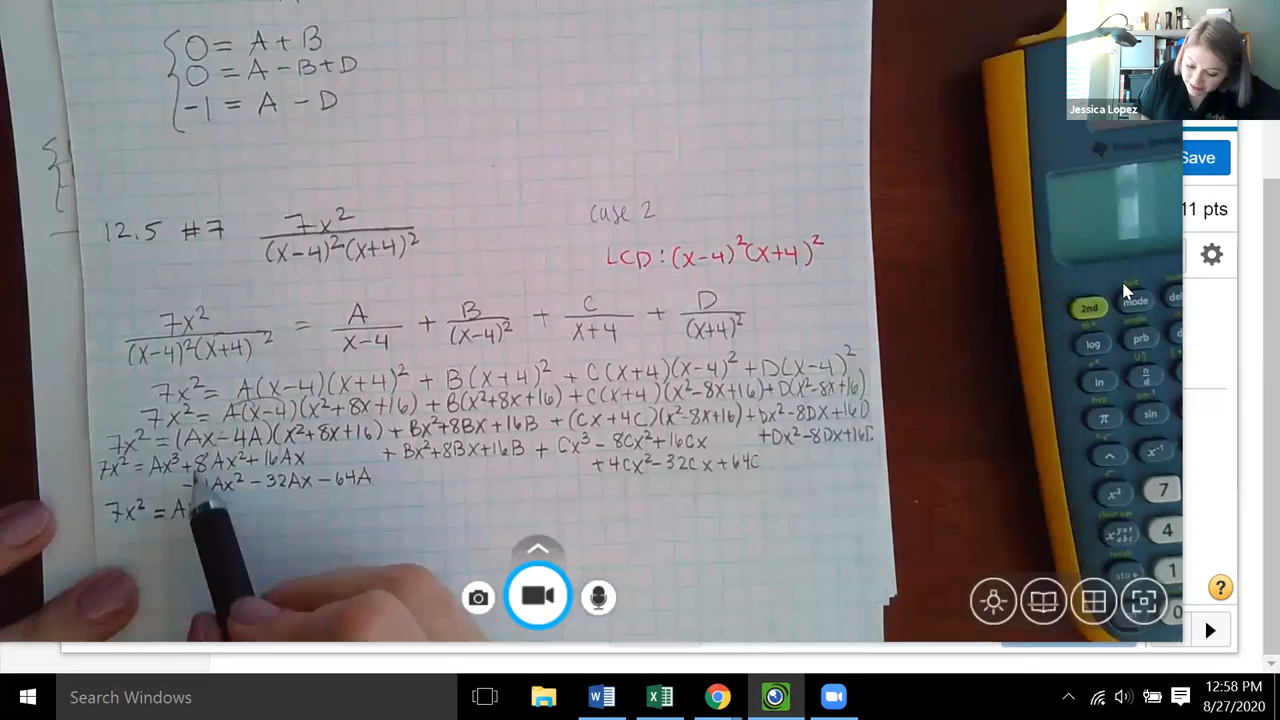 0 = A + B
0 = A - B + D
-1 = A - D
12.5 #7 7x²/((x-4)²(x+4)²) case 2
LCD: (x-4)²(x+4)²
7x²/((x-4)²(x+4)²) = A/(x-4) + B/(x-4)² + C/(x+4) + D/(x+4)²
7x² = A(x-4)(x+4)² + B(x+4)² + C(x+4)(x-4)² + D(x-4)²
7x² = A(x-4)(x²+8x+16) + B(x²+8x+16) + C(x+4)(x²-8x+16) + D(x²-8x+16)
7x² = (Ax-4A)(x²+8x+16) + Bx²+8Bx+16B + (Cx+4C)(x²-8x+16) + Dx²-8Dx+16D
7x² = Ax³+8Ax²+16Ax + Bx²+8Bx+16B + Cx³-8Cx²+16Cx + Dx²-8Dx+16D
Ax² - 32Ax - 64A + 4Cx² - 32Cx + 64C
7x² = A
Jessica Lopez
Save
11 pts
2nd
mode
log
prb
ln
n/d
π
sin
^
x²
x⁻¹
7
4
sto
1
0
?
Search Windows
12:58 PM
8/27/2020